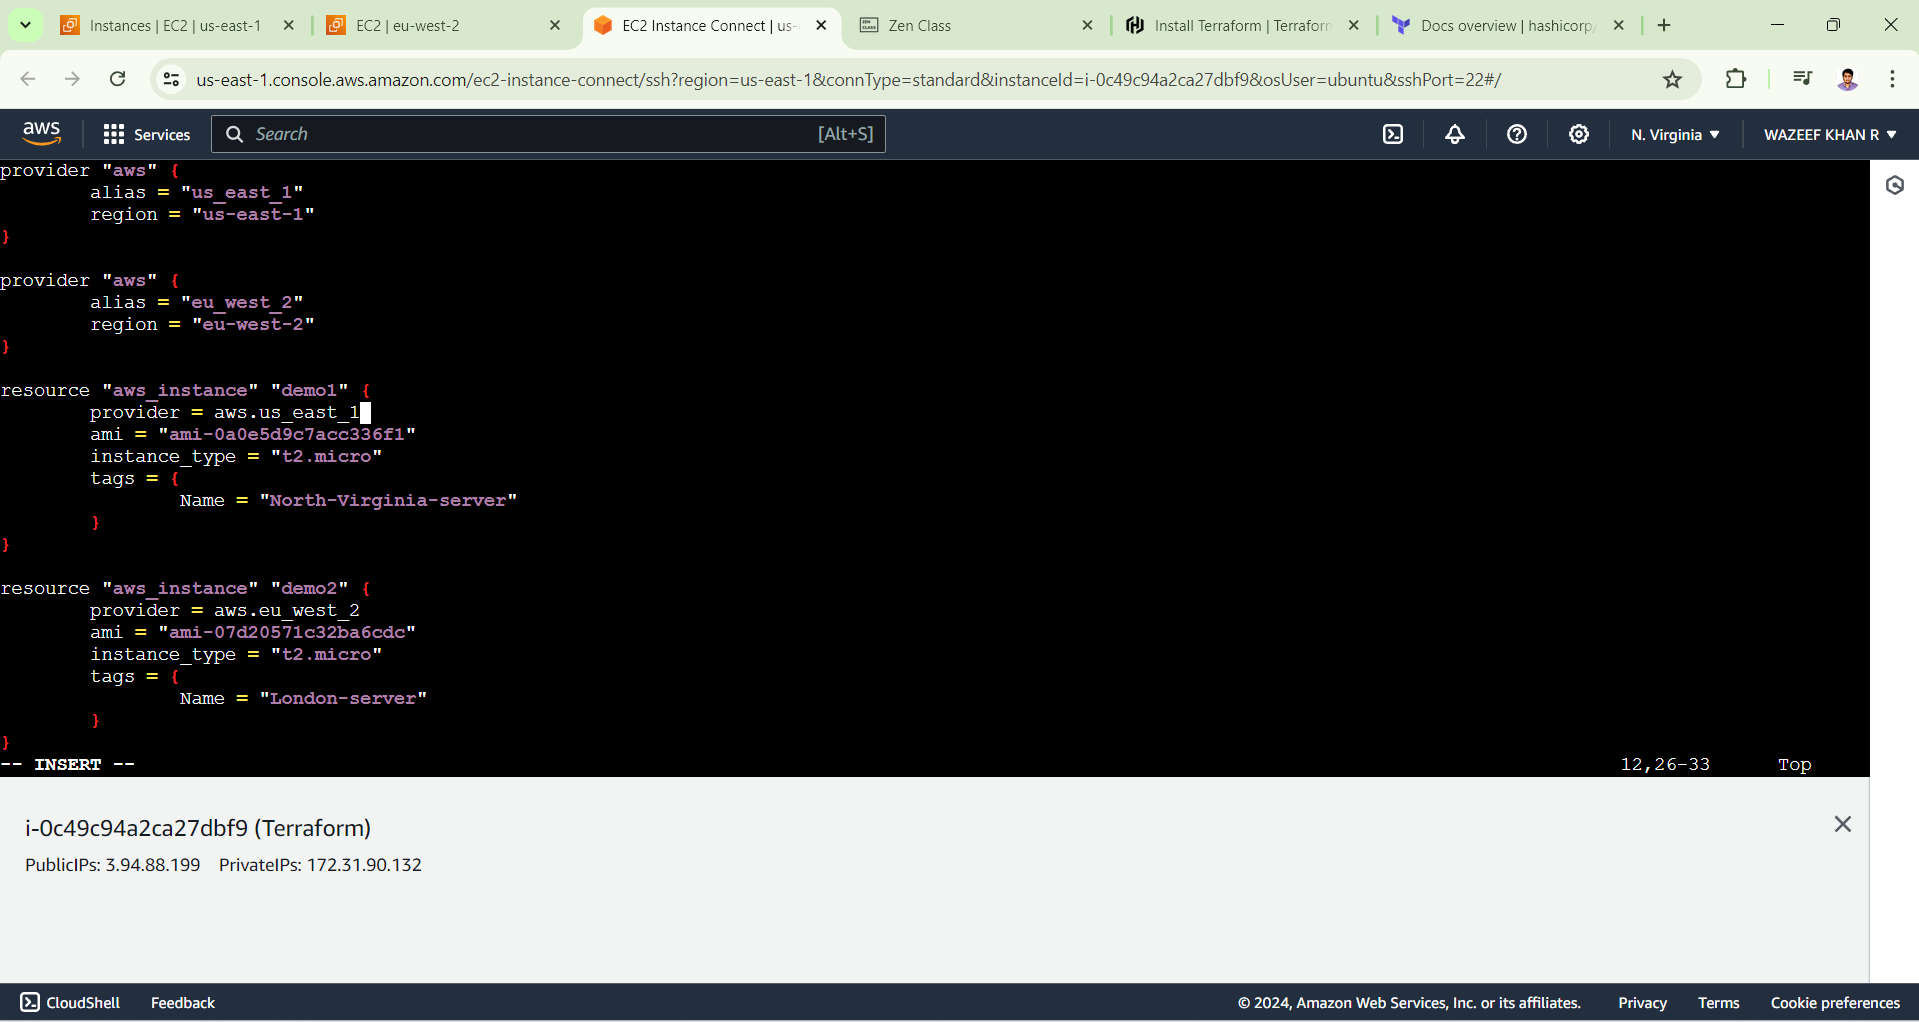 Instances | EC2 | us-east-1
EC2 | eu-west-2
EC2 Instance Connect | us-
Zen Class
Install Terraform | Terraform
Docs overview | hashicorp/
us-east-1.console.aws.amazon.com/ec2-instance-connect/ssh?region=us-east-1&connType=standard&instanceId=i-0c49c94a2ca27dbf9&osUser=ubuntu&sshPort=22#/
aws
Services
Search
[Alt+S]
N. Virginia
WAZEEF KHAN R
provider "aws" {
        alias = "us_east_1"
        region = "us-east-1"
}
provider "aws" {
        alias = "eu_west_2"
        region = "eu-west-2"
}
resource "aws_instance" "demo1" {
        provider = aws.us_east_1
        ami = "ami-0a0e5d9c7acc336f1"
        instance_type = "t2.micro"
        tags = {
                Name = "North-Virginia-server"
        }
}
resource "aws_instance" "demo2" {
        provider = aws.eu_west_2
        ami = "ami-07d20571c32ba6cdc"
        instance_type = "t2.micro"
        tags = {
                Name = "London-server"
        }
}
-- INSERT -- 12,26-33 Top
i-0c49c94a2ca27dbf9 (Terraform)
PublicIPs: 3.94.88.199 PrivateIPs: 172.31.90.132
CloudShell
Feedback
© 2024, Amazon Web Services, Inc. or its affiliates.
Privacy
Terms
Cookie preferences